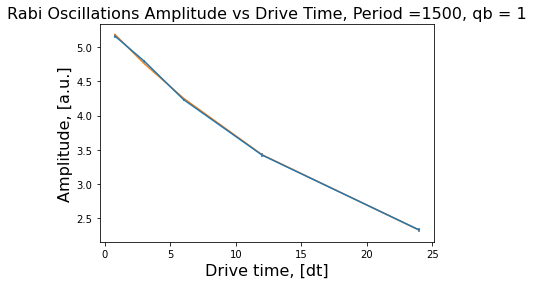 Rabi Oscillations Amplitude vs Drive Time, Period =1500, qb = 1
5.0
4.5
4.0
3.5
3.0
2.5
Amplitude, [a.u.]
0 5 10 15 20 25
Drive time, [dt]